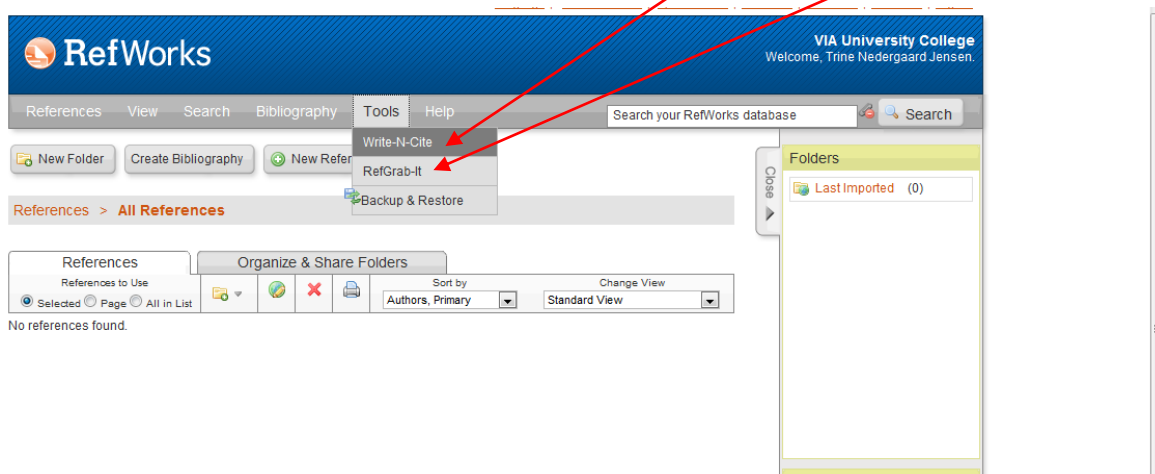 RefWorks
VIA University College
Welcome, Trine Nedergaard Jensen.
References View Search Bibliography Tools Help
Search your RefWorks database
Search
Write-N-Cite
RefGrab-It
Backup & Restore
New Folder
Create Bibliography
New Refer
References > All References
Close
Folders
Last Imported (0)
References
Organize & Share Folders
References to Use
Selected Page All in List
Sort by
Authors, Primary
Change View
Standard View
No references found.